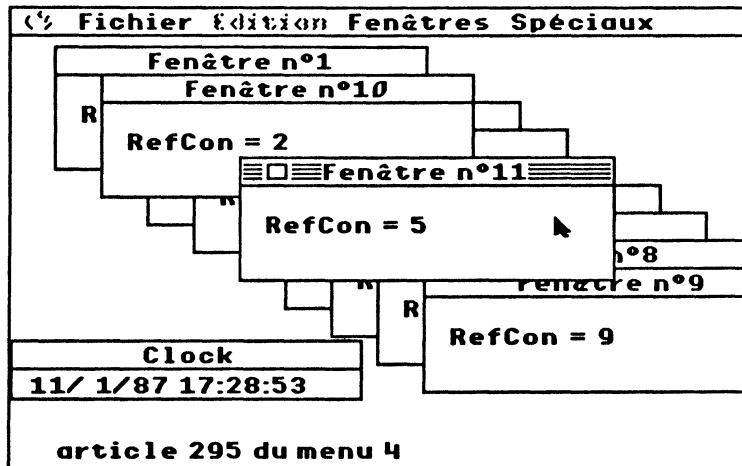 Fichier Edition Fenêtres Spéciaux
Fenêtre n°1
Fenêtre n°10
R
RefCon = 2
Fenêtre n°11
RefCon = 5
n°8
Fenêtre n°9
R
RefCon = 9
Clock
11/ 1/87 17:28:53
article 295 du menu 4